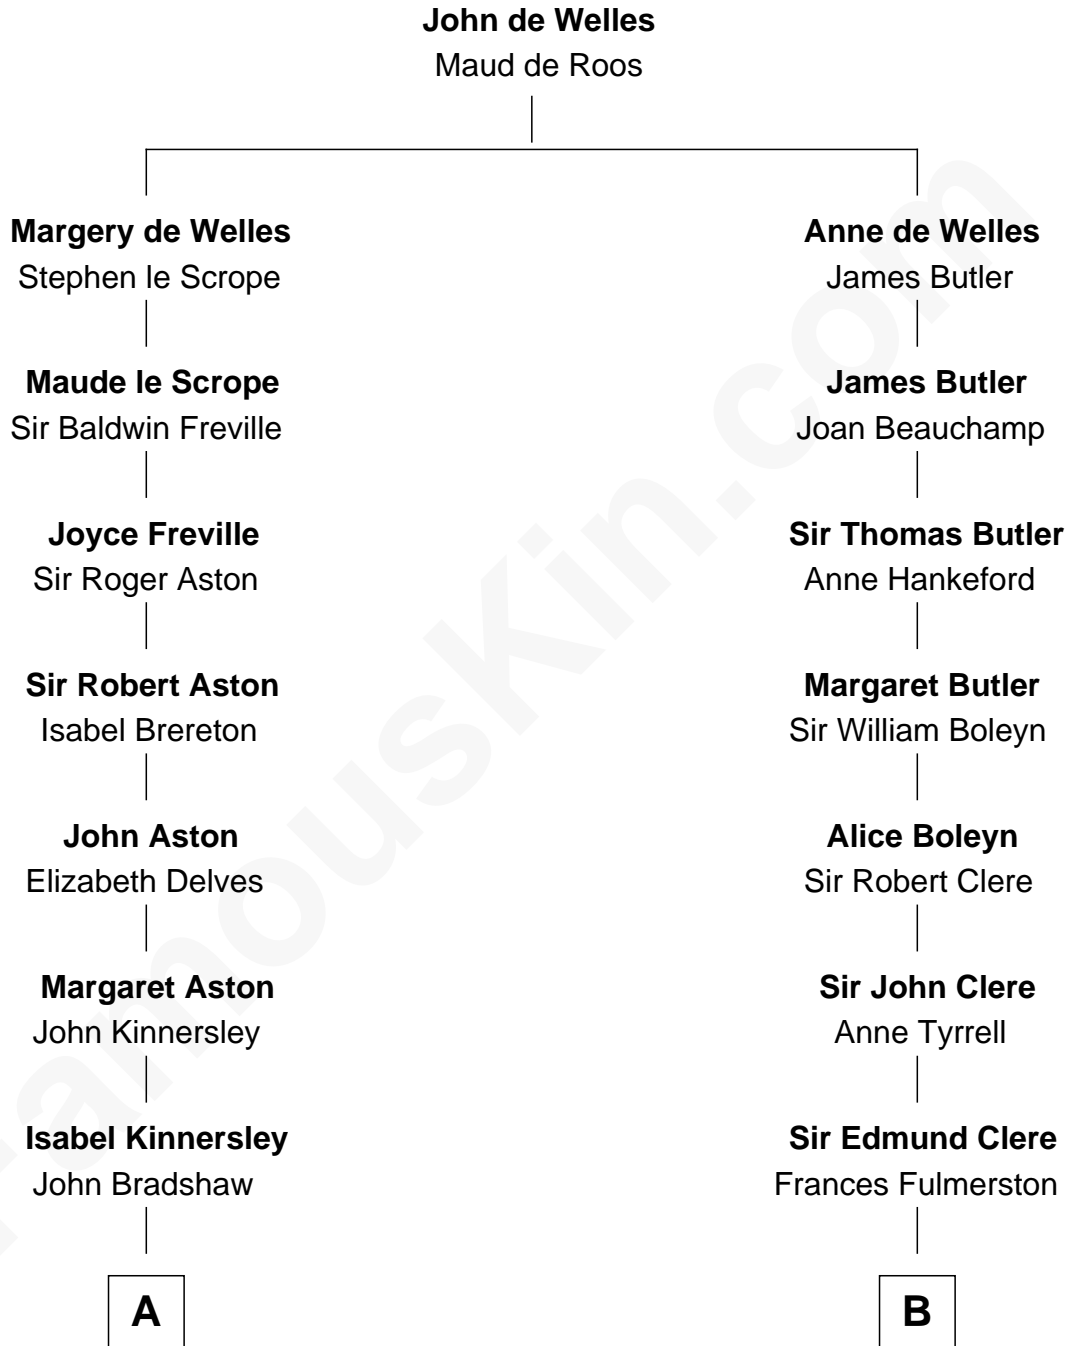 John de Welles
Maud de Roos
Margery de Welles
Stephen le Scrope
Anne de Welles
James Butler
Maude le Scrope
Sir Baldwin Freville
James Butler
Joan Beauchamp
Joyce Freville
Sir Roger Aston
Sir Thomas Butler
Anne Hankeford
Sir Robert Aston
Isabel Brereton
Margaret Butler
Sir William Boleyn
John Aston
Elizabeth Delves
Alice Boleyn
Sir Robert Clere
Margaret Aston
John Kinnersley
Sir John Clere
Anne Tyrrell
Isabel Kinnersley
John Bradshaw
Sir Edmund Clere
Frances Fulmerston
A
B
FamousKin.com